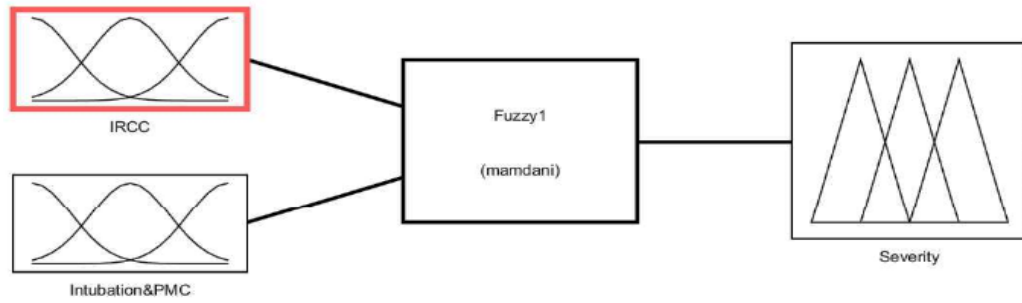 IRCC
Fuzzy1
(mamdani)
Intubation&PMC
Severity